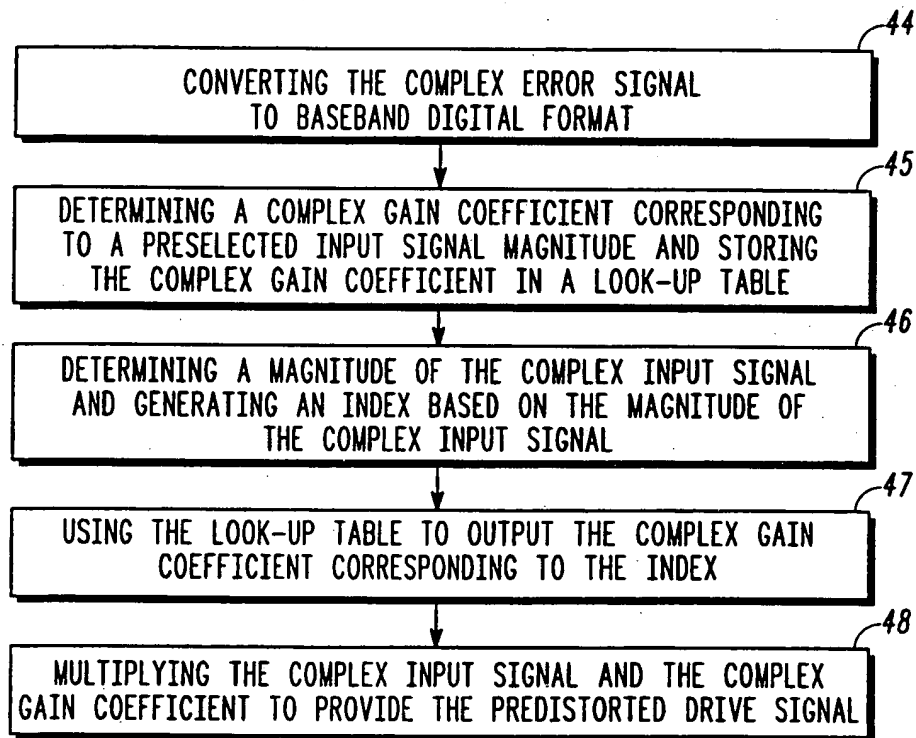 44
CONVERTING THE COMPLEX ERROR SIGNAL
TO BASEBAND DIGITAL FORMAT
45
DETERMINING A COMPLEX GAIN COEFFICIENT CORRESPONDING
TO A PRESELECTED INPUT SIGNAL MAGNITUDE AND STORING
THE COMPLEX GAIN COEFFICIENT IN A LOOK-UP TABLE
46
DETERMINING A MAGNITUDE OF THE COMPLEX INPUT SIGNAL
AND GENERATING AN INDEX BASED ON THE MAGNITUDE OF
THE COMPLEX INPUT SIGNAL
47
USING THE LOOK-UP TABLE TO OUTPUT THE COMPLEX GAIN
COEFFICIENT CORRESPONDING TO THE INDEX
48
MULTIPLYING THE COMPLEX INPUT SIGNAL AND THE COMPLEX
GAIN COEFFICIENT TO PROVIDE THE PREDISTORTED DRIVE SIGNAL